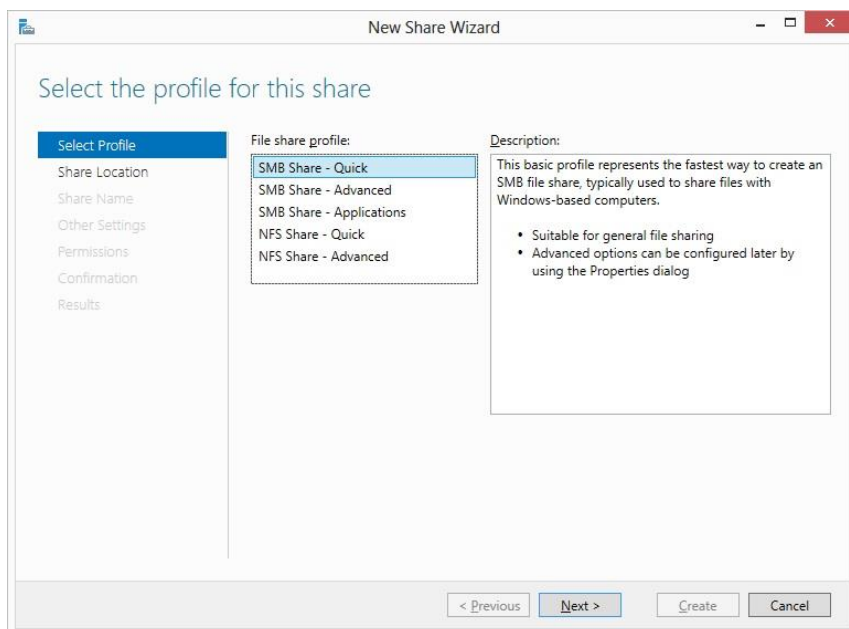 New Share Wizard
Select the profile for this share
Select Profile
Share Location
Share Name
Other Settings
Permissions
Confirmation
Results
File share profile:
SMB Share - Quick
SMB Share - Advanced
SMB Share - Applications
NFS Share - Quick
NFS Share - Advanced
Description:
This basic profile represents the fastest way to create an
SMB file share, typically used to share files with
Windows-based computers.
• Suitable for general file sharing
• Advanced options can be configured later by
using the Properties dialog
< Previous
Next >
Create
Cancel